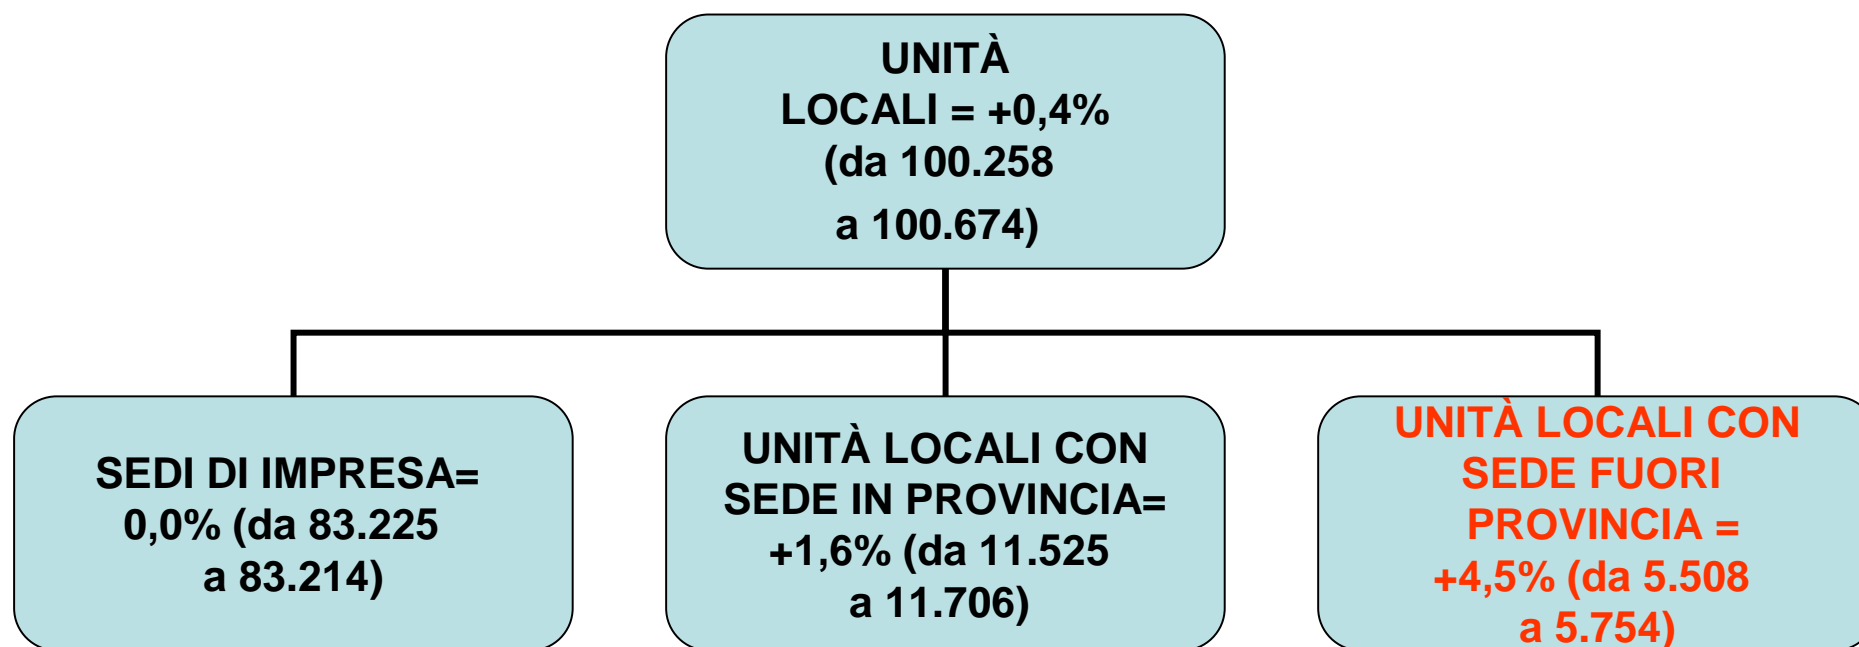 UNITÀ
LOCALI = +0,4%
(da 100.258
a 100.674)
SEDI DI IMPRESA=
0,0% (da 83.225
a 83.214)
UNITÀ LOCALI CON
SEDE IN PROVINCIA=
+1,6% (da 11.525
a 11.706)
UNITÀ LOCALI CON
SEDE FUORI
PROVINCIA =
+4,5% (da 5.508
a 5.754)